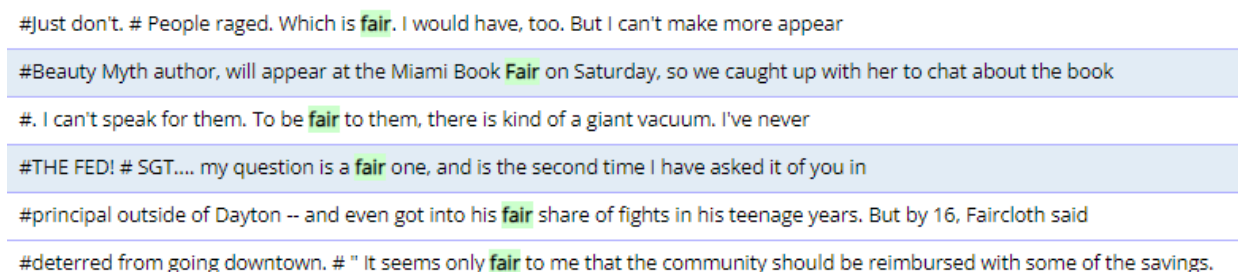 #Just don't. # People raged. Which is fair. I would have, too. But I can't make more appear
#Beauty Myth author, will appear at the Miami Book Fair on Saturday, so we caught up with her to chat about the book
#. I can't speak for them. To be fair to them, there is kind of a giant vacuum. I've never
#THE FED! # SGT.... my question is a fair one, and is the second time I have asked it of you in
#principal outside of Dayton -- and even got into his fair share of fights in his teenage years. But by 16, Faircloth said
#deterred from going downtown. # " It seems only fair to me that the community should be reimbursed with some of the savings.